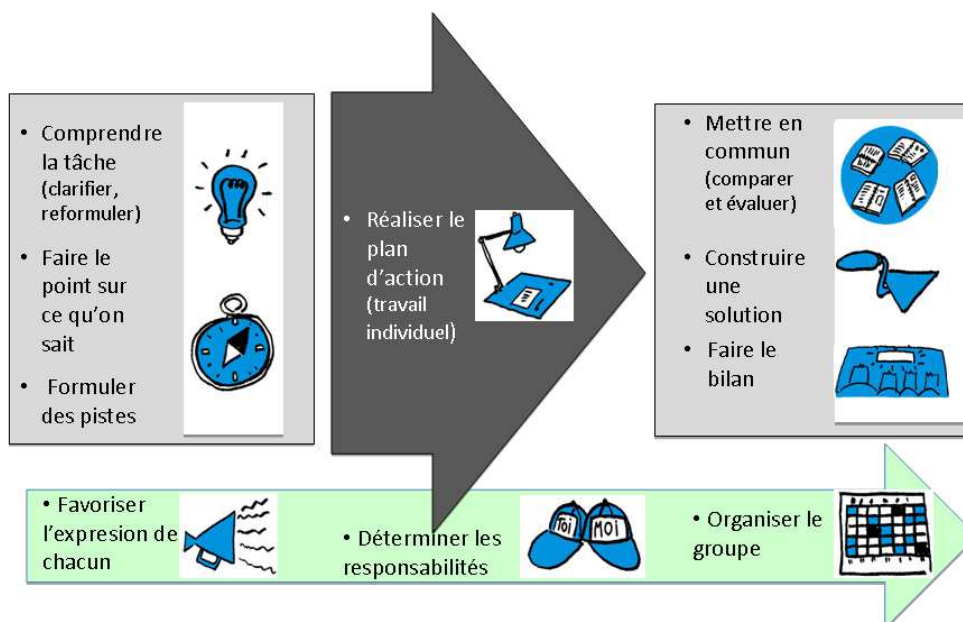 • Comprendre
la tâche
(clarifier,
reformuler)
• Faire le
point sur
ce qu'on
sait
• Formuler
des pistes
• Réaliser le
plan
d'action
(travail
individuel)
• Mettre en
commun
(comparer
et évaluer)
• Construire
une
solution
• Faire le
bilan
• Favoriser
l'expresion de
chacun
• Déterminer les
responsabilités
Toi
MOI
• Organiser le
groupe